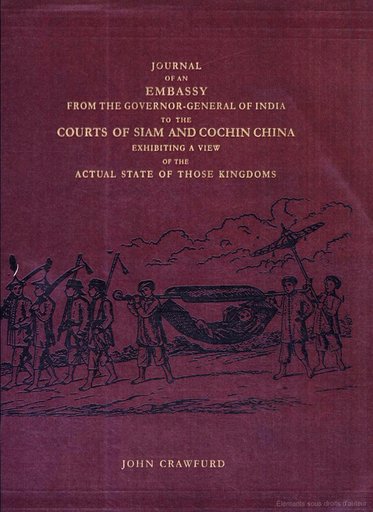 JOURNAL
OF AN
EMBASSY
FROM THE GOVERNOR-GENERAL OF INDIA
TO THE
COURTS OF SIAM AND COCHIN CHINA
EXHIBITING A VIEW
OF THE
ACTUAL STATE OF THOSE KINGDOMS
JOHN CRAWFURD
Éléments sous droits d'auteur